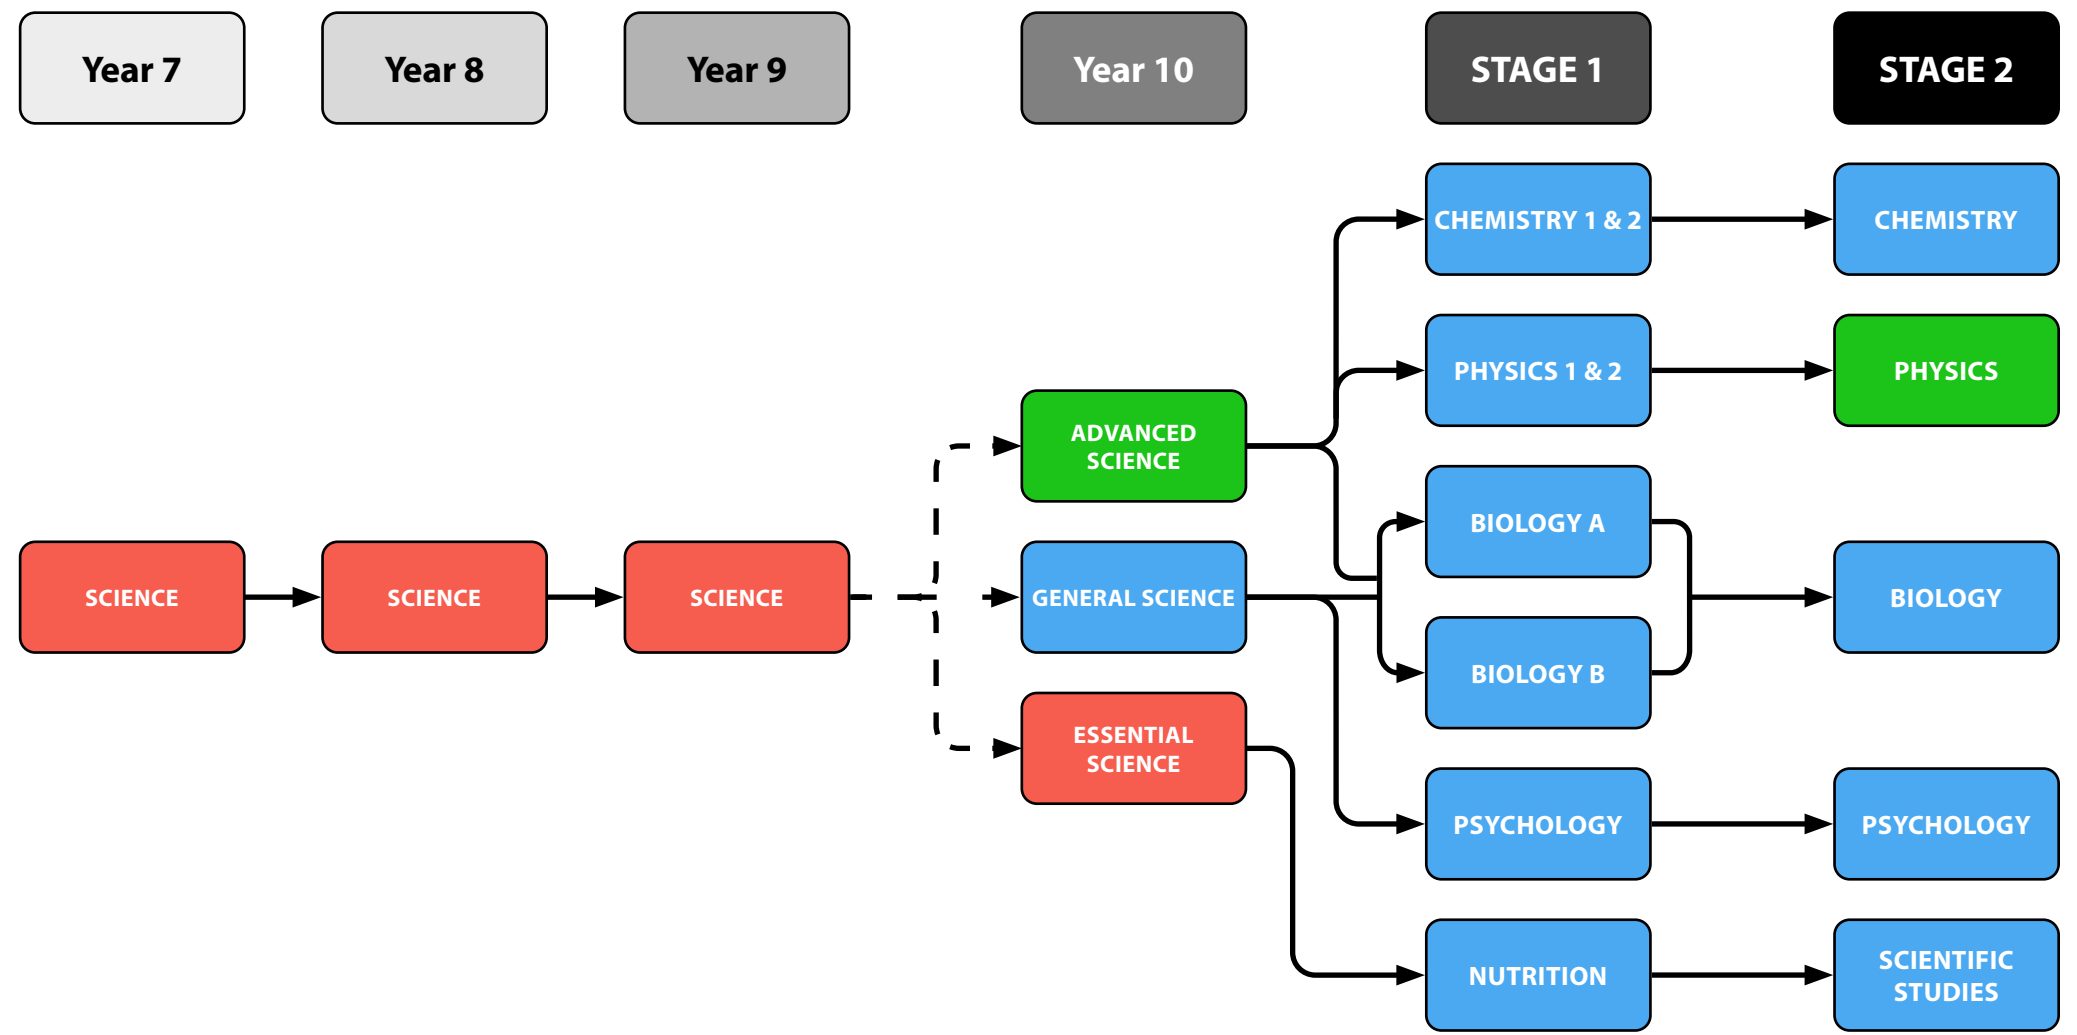 Year 7
Year 8
Year 9
Year 10
STAGE 1
STAGE 2
CHEMISTRY 1 & 2
CHEMISTRY
PHYSICS 1 & 2
PHYSICS
ADVANCED
SCIENCE
BIOLOGY A
SCIENCE
SCIENCE
SCIENCE
GENERAL SCIENCE
BIOLOGY
BIOLOGY B
ESSENTIAL
SCIENCE
PSYCHOLOGY
PSYCHOLOGY
NUTRITION
SCIENTIFIC
STUDIES